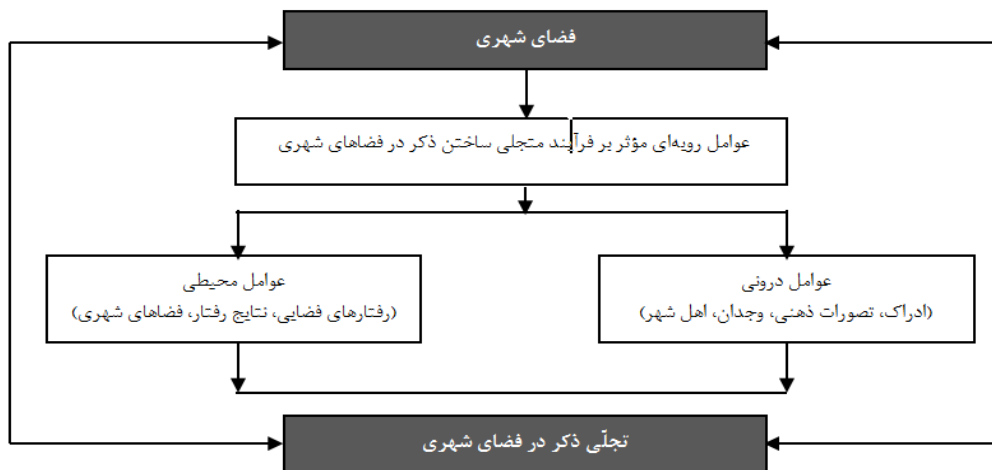 فضای شهری
عوامل رویه‌ای مؤثر بر فرآیند متجلی ساختن ذکر در فضاهای شهری
عوامل درونی
(ادراک، تصورات ذهنی، وجدان، اهل شهر)
عوامل محیطی
(رفتارهای فضایی، نتایج رفتار، فضاهای شهری)
تجلّی ذکر در فضای شهری